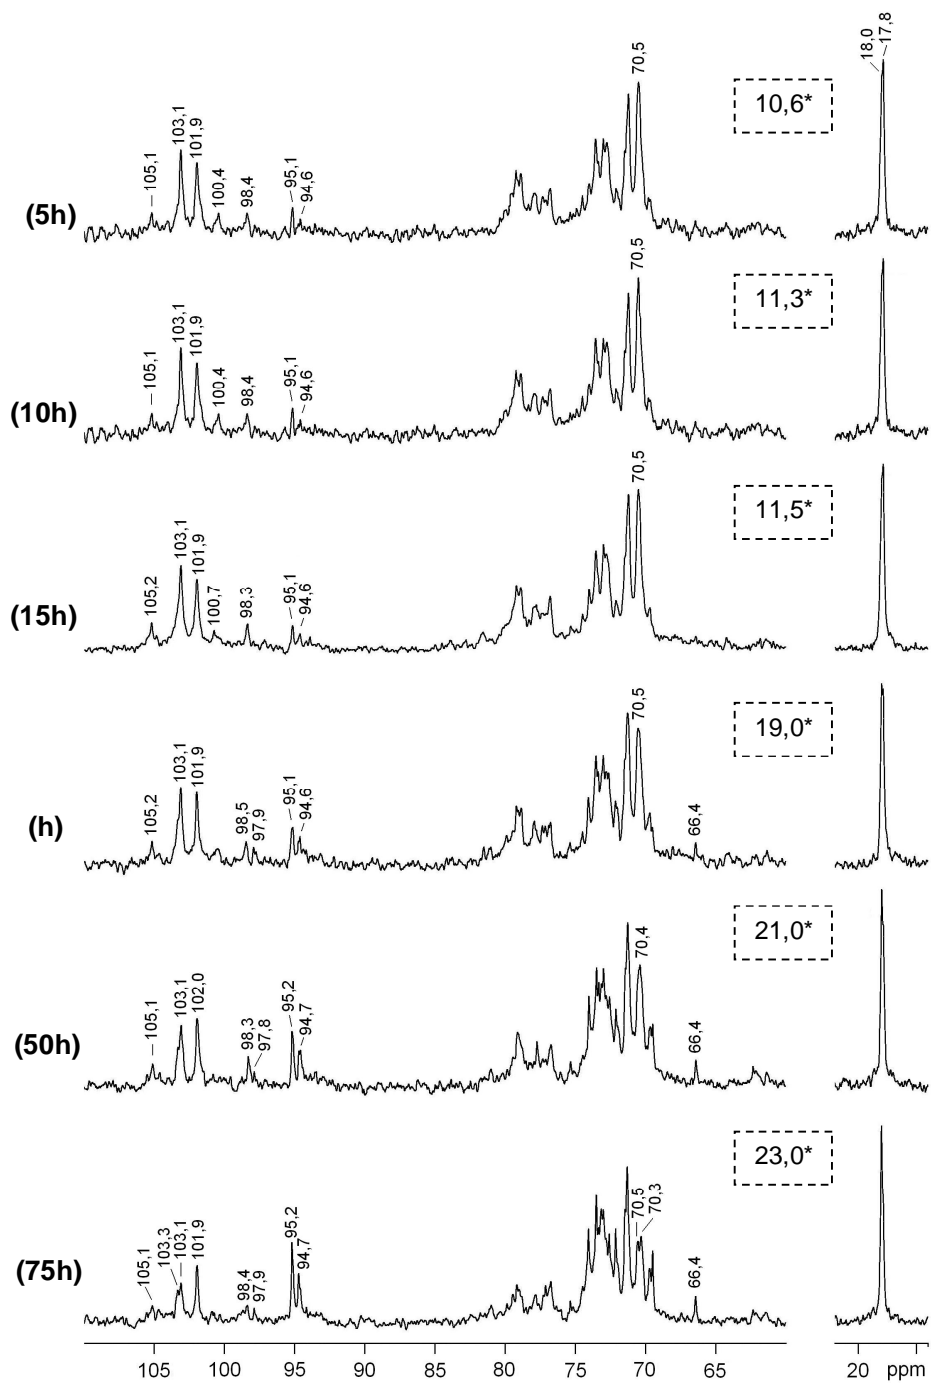 18,0 17,8
105,1 103,1 101,9 100,4 98,4 95,1 94,6 70,5
10,6*
(5h)
105,1 103,1 101,9 100,4 98,4 95,1 94,6 70,5
11,3*
(10h)
105,2 103,1 101,9 100,7 98,3 95,1 94,6 70,5
11,5*
(15h)
105,2 103,1 101,9 98,5 97,9 95,1 94,6 70,5 66,4
19,0*
(h)
105,1 103,1 102,0 98,3 97,8 95,2 94,7 70,4 66,4
21,0*
(50h)
105,1 103,3 103,1 101,9 98,4 97,9 95,2 94,7 70,5 70,3 66,4
23,0*
(75h)
105 100 95 90 85 80 75 70 65 20 ppm